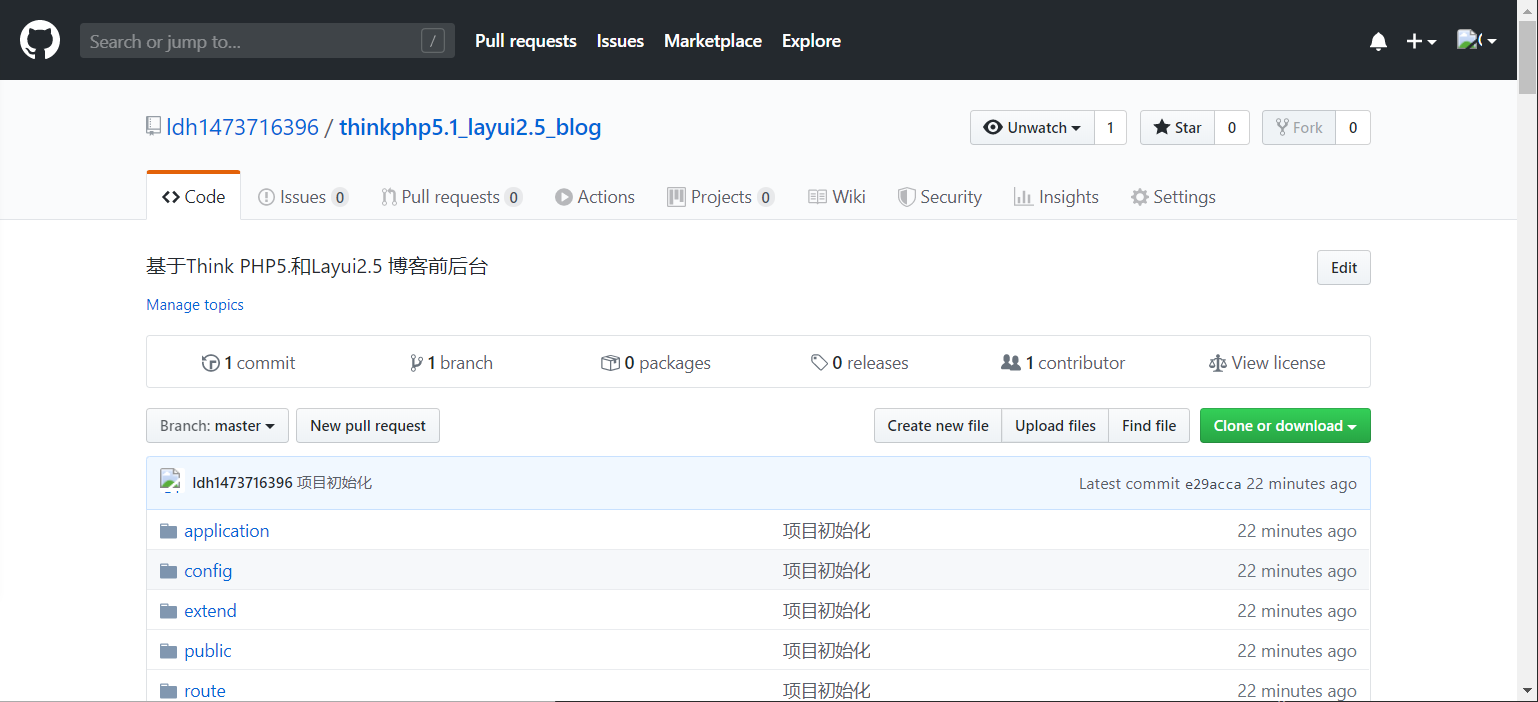 Search or jump to... /
Pull requests Issues Marketplace Explore
ldh1473716396 / thinkphp5.1_layui2.5_blog
Unwatch 1 Star 0 Fork 0
Code Issues 0 Pull requests 0 Actions Projects 0 Wiki Security Insights Settings
基于Think PHP5.和Layui2.5 博客前后台
Edit
Manage topics
1 commit 1 branch 0 packages 0 releases 1 contributor View license
Branch: master New pull request Create new file Upload files Find file Clone or download
ldh1473716396 项目初始化 Latest commit e29acca 22 minutes ago
application 项目初始化 22 minutes ago
config 项目初始化 22 minutes ago
extend 项目初始化 22 minutes ago
public 项目初始化 22 minutes ago
route 项目初始化 22 minutes ago